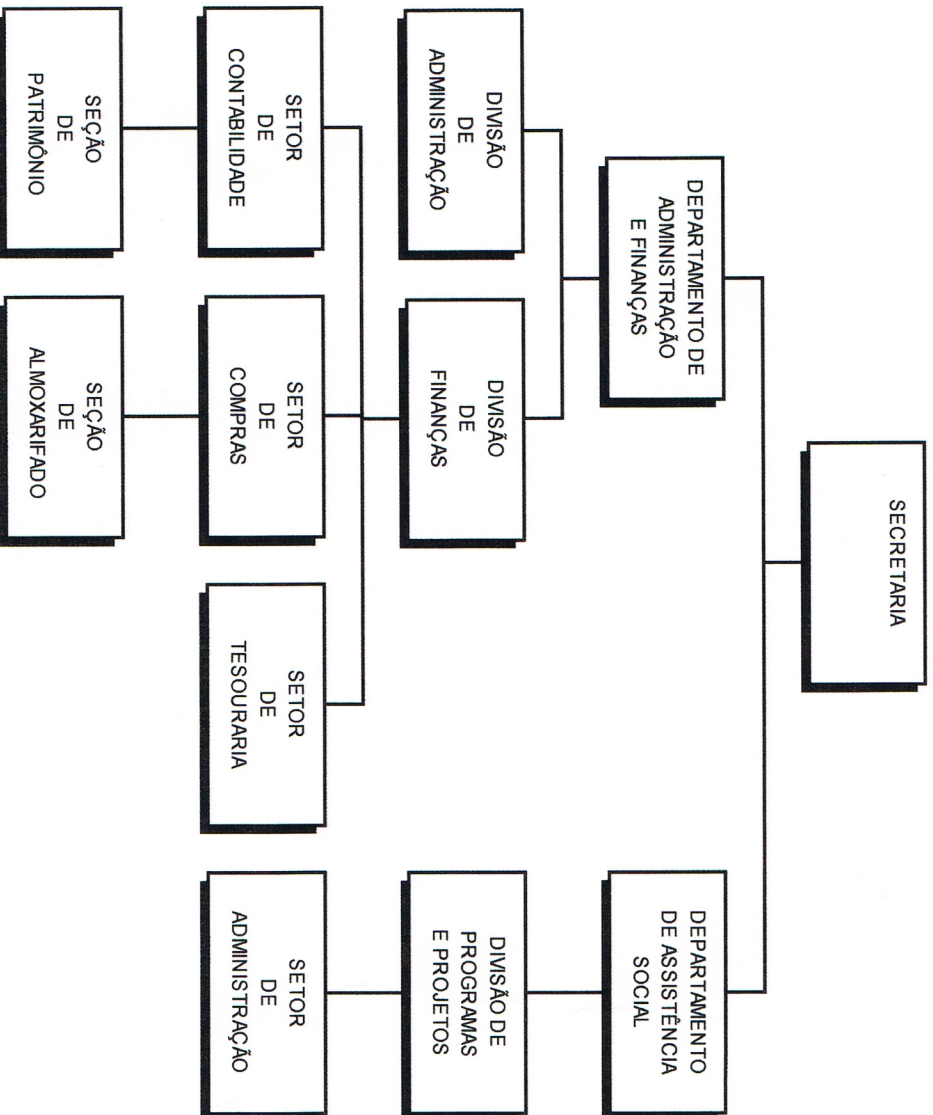 SECRETARIA
DEPARTAMENTO DE
ADMINISTRAÇÃO
E FINANÇAS
DEPARTAMENTO
DE ASSISTÊNCIA
SOCIAL
DIVISÃO
DE
ADMINISTRAÇÃO
DIVISÃO
DE
FINANÇAS
DIVISÃO DE
PROGRAMAS
E PROJETOS
SETOR
DE
CONTABILIDADE
SETOR
DE
COMPRAS
SETOR
DE
TESOURARIA
SETOR
DE
ADMINISTRAÇÃO
SEÇÃO
DE
PATRIMÔNIO
SEÇÃO
DE
ALMOXARIFADO